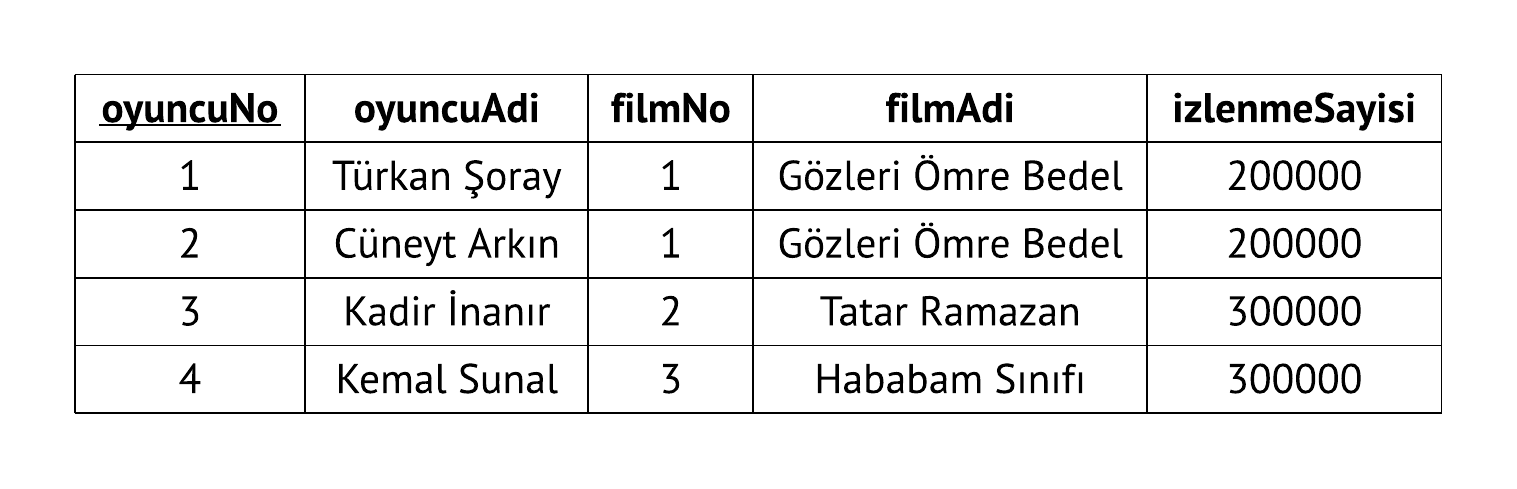 oyuncuNo oyuncuAdi filmNo filmAdi izlenmeSayisi
1 Türkan Şoray 1 Gözleri Ömre Bedel 200000
2 Cüneyt Arkın 1 Gözleri Ömre Bedel 200000
3 Kadir İnanır 2 Tatar Ramazan 300000
4 Kemal Sunal 3 Hababam Sınıfı 300000